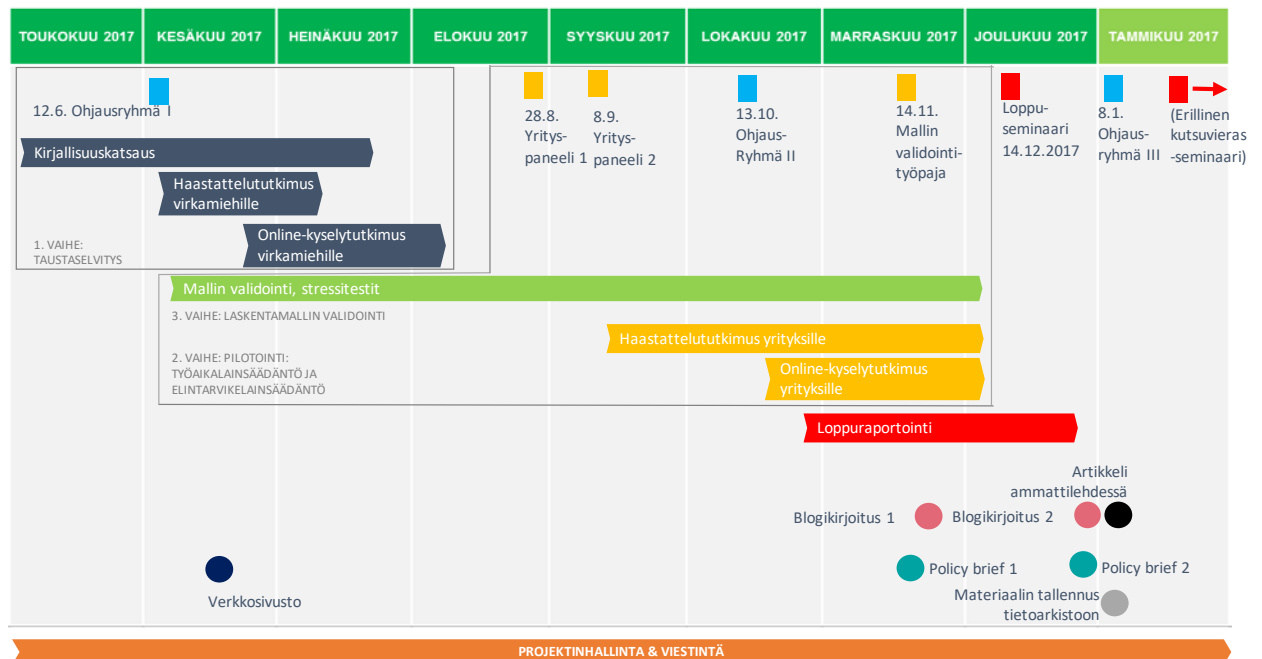 TOUKOKUU 2017
KESÄKUU 2017
HEINÄKUU 2017
ELOKUU 2017
SYYSKUU 2017
LOKAKUU 2017
MARRASKUU 2017
JOULUKUU 2017
TAMMIKUU 2017
12.6. Ohjausryhmä I
28.8.
Yritys-
paneeli 1
8.9.
Yritys-
paneeli 2
13.10.
Ohjaus-
Ryhmä II
14.11.
Mallin
validointi-
työpaja
Loppu-
seminaari
14.12.2017
8.1.
Ohjaus-
ryhmä III
(Erillinen
kutsuvieras
-seminaari)
Kirjallisuuskatsaus
Haastattelututkimus
virkamiehille
Online-kyselytutkimus
virkamiehille
1. VAIHE:
TAUSTASELVITYS
Mallin validointi, stressitestit
3. VAIHE: LASKENTAMALLIN VALIDOINTI
Haastattelututkimus yrityksille
2. VAIHE: PILOTOINTI:
TYÖAIKALAINSÄÄDÄNTÖ JA
ELINTARVIKELAINSÄÄDÄNTÖ
Online-kyselytutkimus
yrityksille
Loppuraportointi
Artikkeli
ammattilehdessä
Blogikirjoitus 1
Blogikirjoitus 2
Policy brief 1
Policy brief 2
Verkkosivusto
Materiaalin tallennus
tietoarkistoon
PROJEKTINHALLINTA & VIESTINTÄ